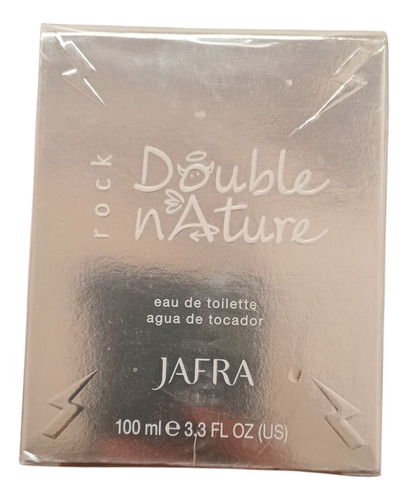 rock
Double
nAture
eau de toilette
agua de tocador
JAFRA
100 ml e 3.3 FL OZ (US)